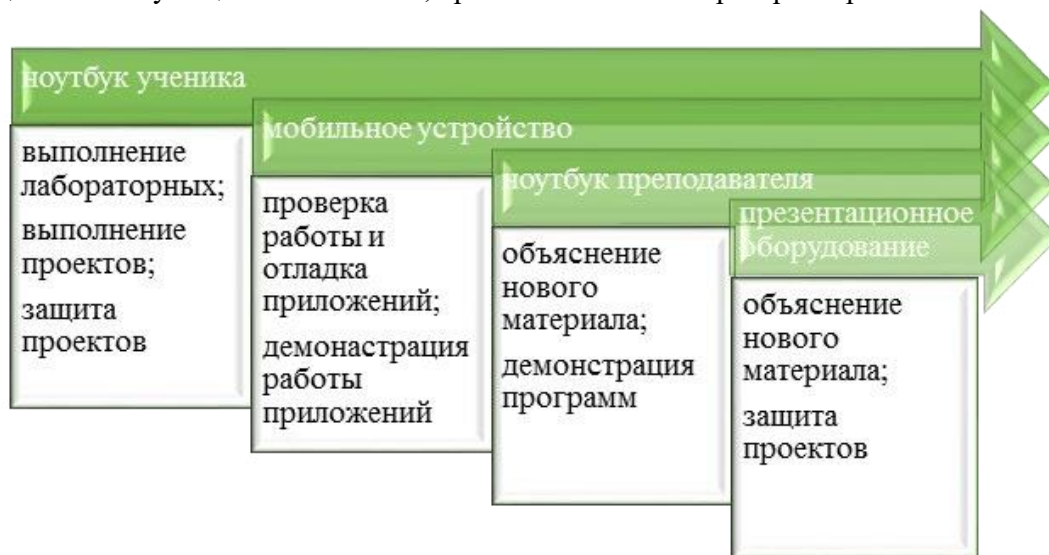 ноутбук ученика
выполнение
лабораторных;
выполнение
проектов;
защита
проектов
мобильное устройство
проверка
работы и
отладка
приложений;
демонастрация
работы
приложений
ноутбук преподавателя
объяснение
нового
материала;
демонстрация
программ
презентационное
оборудование
объяснение
нового
материала;
защита
проектов